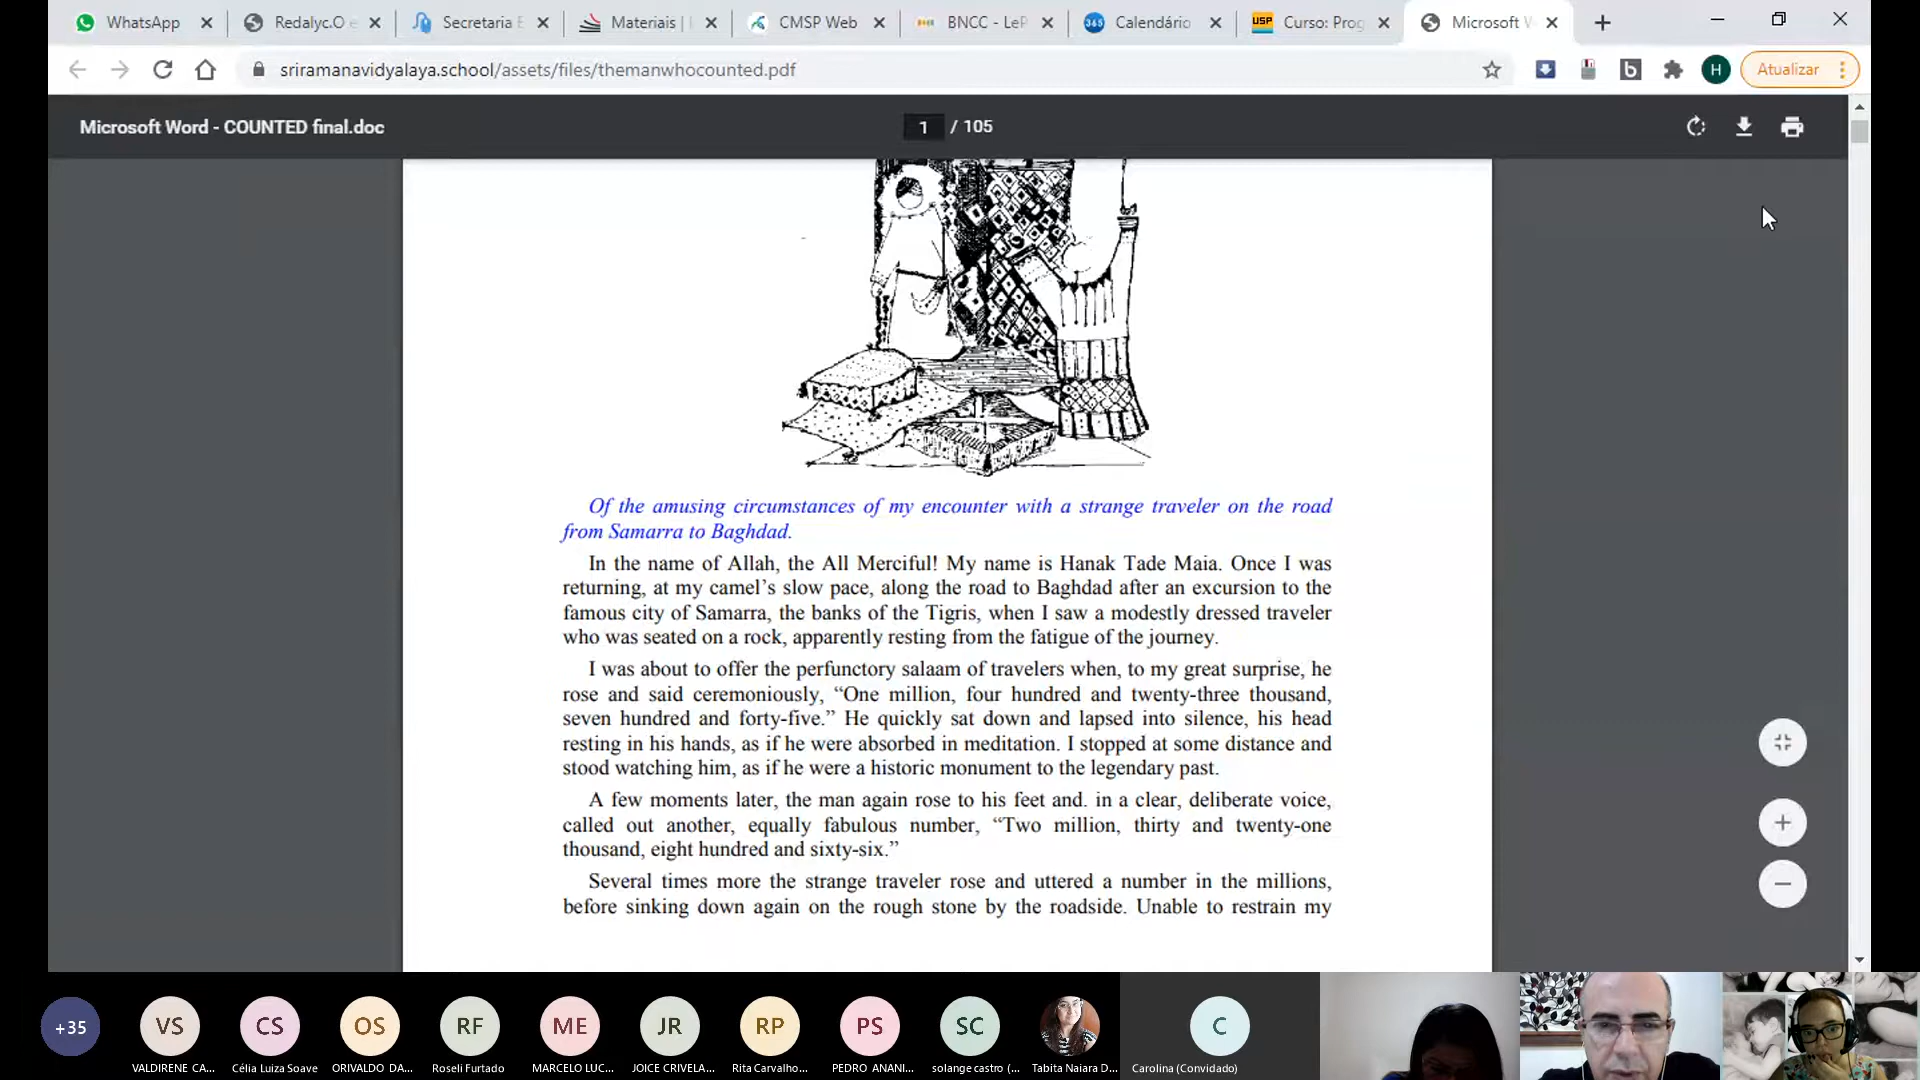 WhatsApp
Redalyc.O e
Secretaria E
Materiais |
CMSP Web
BNCC - LeP
365
Calendário
USP
Curso: Prog
Microsoft W
sriramanavidyalaya.school/assets/files/themanwhocounted.pdf
b
H
Atualizar
Microsoft Word - COUNTED final.doc
1 / 105
Of the amusing circumstances of my encounter with a strange traveler on the road
from Samarra to Baghdad.
In the name of Allah, the All Merciful! My name is Hanak Tade Maia. Once I was
returning, at my camel’s slow pace, along the road to Baghdad after an excursion to the
famous city of Samarra, the banks of the Tigris, when I saw a modestly dressed traveler
who was seated on a rock, apparently resting from the fatigue of the journey.
I was about to offer the perfunctory salaam of travelers when, to my great surprise, he
rose and said ceremoniously, “One million, four hundred and twenty-three thousand,
seven hundred and forty-five.” He quickly sat down and lapsed into silence, his head
resting in his hands, as if he were absorbed in meditation. I stopped at some distance and
stood watching him, as if he were a historic monument to the legendary past.
A few moments later, the man again rose to his feet and. in a clear, deliberate voice,
called out another, equally fabulous number, “Two million, thirty and twenty-one
thousand, eight hundred and sixty-six.”
Several times more the strange traveler rose and uttered a number in the millions,
before sinking down again on the rough stone by the roadside. Unable to restrain my
+35
VS
CS
OS
RF
ME
JR
RP
PS
SC
C
VALDIRENE CA...
Célia Luiza Soave
ORIVALDO DA...
Roseli Furtado
MARCELO LUC...
JOICE CRIVELA...
Rita Carvalho...
PEDRO ANANI...
solange castro (...
Tabita Naiara D...
Carolina (Convidado)